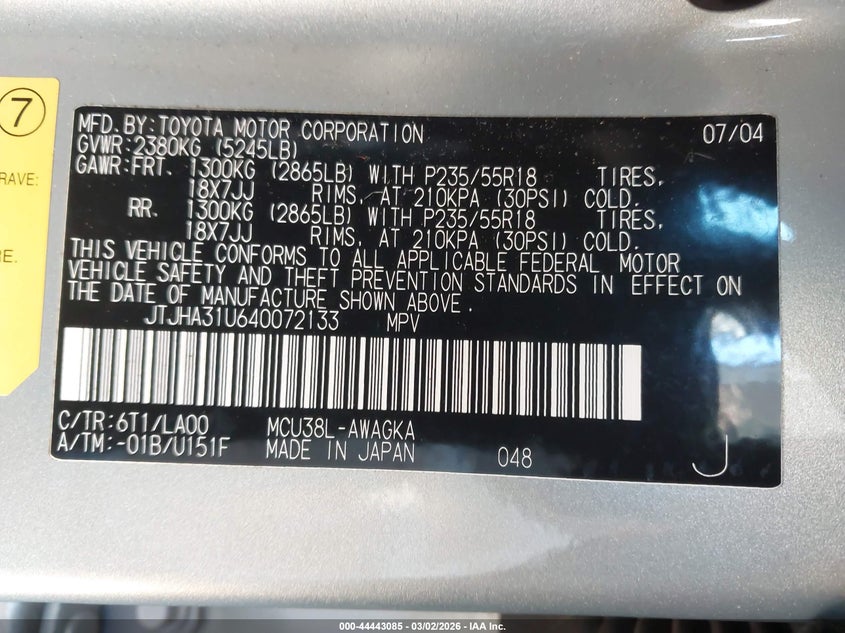 7
RAVE:
RE.
MFD.BY:TOYOTA MOTOR CORPORATION 07/04
GVWR:2380KG (5245LB)
GAWR:FRT. 1300KG (2865LB) WITH P235/55R18 TIRES,
18X7JJ RIMS, AT 210KPA (30PSI) COLD.
RR. 1300KG (2865LB) WITH P235/55R18 TIRES,
18X7JJ RIMS, AT 210KPA (30PSI) COLD.
THIS VEHICLE CONFORMS TO ALL APPLICABLE FEDERAL MOTOR
VEHICLE SAFETY AND THEFT PREVENTION STANDARDS IN EFFECT ON
THE DATE OF MANUFACTURE SHOWN ABOVE.
JTJHA31U640072133 MPV
C/TR:6T1/LA00 MCU38L-AWAGKA
A/TM:-01B/U151F MADE IN JAPAN 048 J
000-44443085 - 03/02/2026 - IAA Inc.